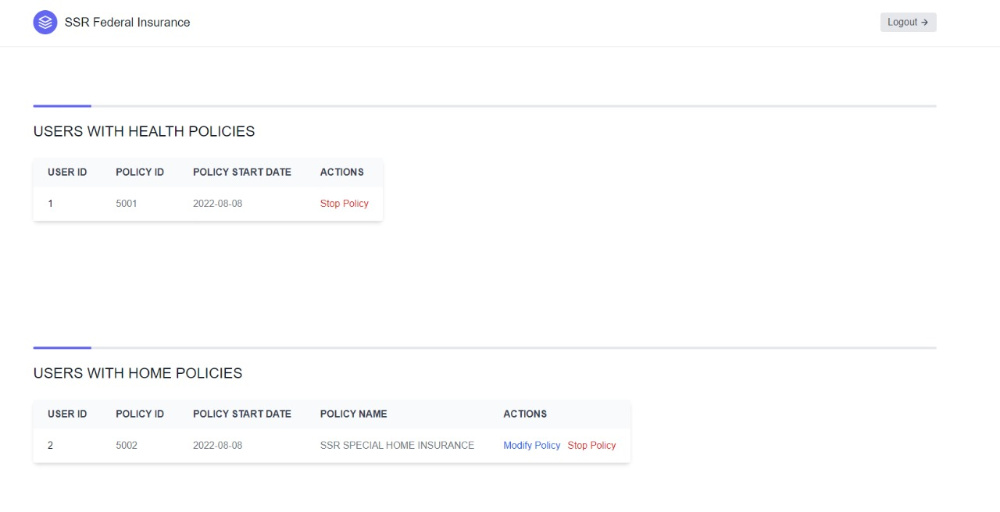 SSR Federal Insurance
Logout →
USERS WITH HEALTH POLICIES
USER ID POLICY ID POLICY START DATE ACTIONS
1 5001 2022-08-08 Stop Policy
USERS WITH HOME POLICIES
USER ID POLICY ID POLICY START DATE POLICY NAME ACTIONS
2 5002 2022-08-08 SSR SPECIAL HOME INSURANCE Modify Policy Stop Policy